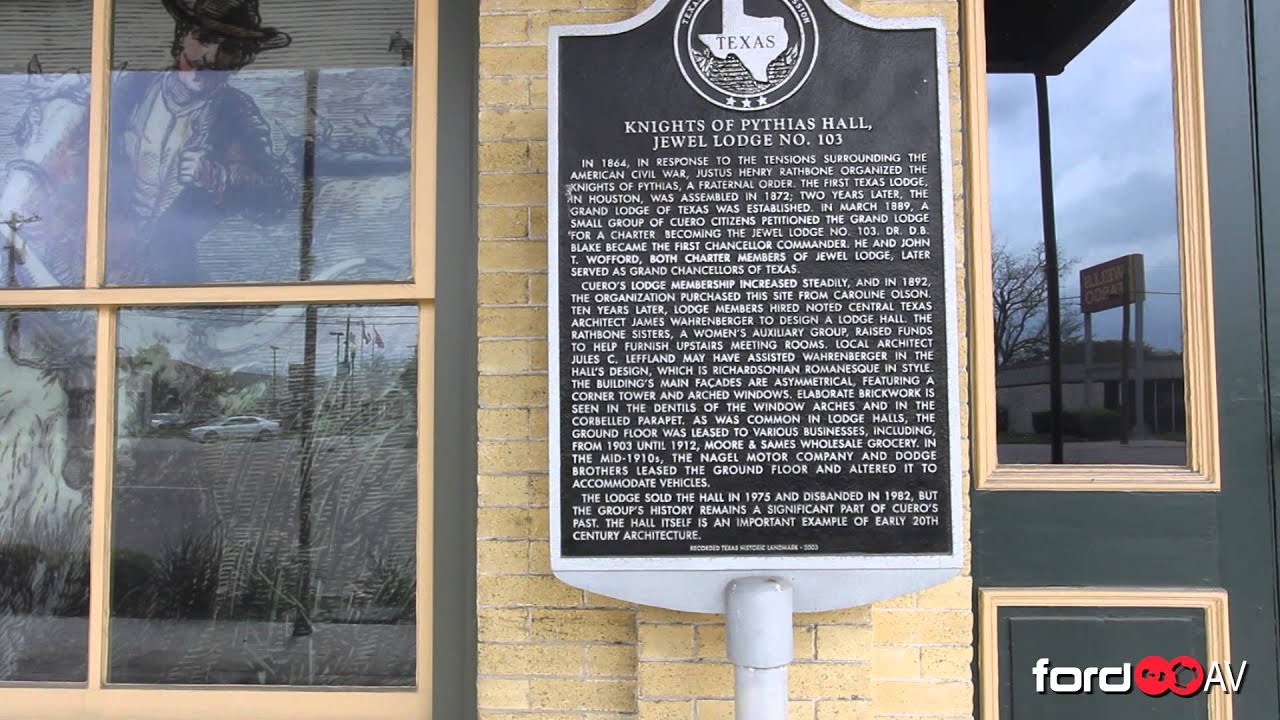 TEXAS
KNIGHTS OF PYTHIAS HALL,
JEWEL LODGE NO. 103
IN 1864, IN RESPONSE TO THE TENSIONS SURROUNDING THE
AMERICAN CIVIL WAR, JUSTUS HENRY RATHBONE ORGANIZED THE
KNIGHTS OF PYTHIAS, A FRATERNAL ORDER. THE FIRST TEXAS LODGE,
IN HOUSTON, WAS ASSEMBLED IN 1872; TWO YEARS LATER, THE
GRAND LODGE OF TEXAS WAS ESTABLISHED. IN MARCH 1889, A
SMALL GROUP OF CUERO CITIZENS PETITIONED THE GRAND LODGE
FOR A CHARTER BECOMING THE JEWEL LODGE NO. 103. DR. D.B.
BLAKE BECAME THE FIRST CHANCELLOR COMMANDER. HE AND JOHN
T. WOFFORD, BOTH CHARTER MEMBERS OF JEWEL LODGE, LATER
SERVED AS GRAND CHANCELLORS OF TEXAS.
CUERO'S LODGE MEMBERSHIP INCREASED STEADILY, AND IN 1892,
THE ORGANIZATION PURCHASED THIS SITE FROM CAROLINE OLSON.
TEN YEARS LATER, LODGE MEMBERS HIRED NOTED CENTRAL TEXAS
ARCHITECT JAMES WAHRENBERGER TO DESIGN A LODGE HALL. THE
RATHBONE SISTERS, A WOMEN'S AUXILIARY GROUP, RAISED FUNDS
TO HELP FURNISH UPSTAIRS MEETING ROOMS. LOCAL ARCHITECT
JULES C. LEFFLAND MAY HAVE ASSISTED WAHRENBERGER IN THE
HALL'S DESIGN, WHICH IS RICHARDSONIAN ROMANESQUE IN STYLE.
THE BUILDING'S MAIN FAÇADES ARE ASYMMETRICAL, FEATURING A
CORNER TOWER AND ARCHED WINDOWS. ELABORATE BRICKWORK IS
SEEN IN THE DENTILS OF THE WINDOW ARCHES AND IN THE
CORBELLED PARAPET. AS WAS COMMON IN LODGE HALLS, THE
GROUND FLOOR WAS LEASED TO VARIOUS BUSINESSES, INCLUDING,
FROM 1903 UNTIL 1912, MOORE & SAMES WHOLESALE GROCERY. IN
THE MID-1910s, THE NAGEL MOTOR COMPANY AND DODGE
BROTHERS LEASED THE GROUND FLOOR AND ALTERED IT TO
ACCOMMODATE VEHICLES.
THE LODGE SOLD THE HALL IN 1975 AND DISBANDED IN 1982, BUT
THE GROUP'S HISTORY REMAINS A SIGNIFICANT PART OF CUERO'S
PAST. THE HALL ITSELF IS AN IMPORTANT EXAMPLE OF EARLY 20TH
CENTURY ARCHITECTURE.
RECORDED TEXAS HISTORIC LANDMARK - 2003
ford AV